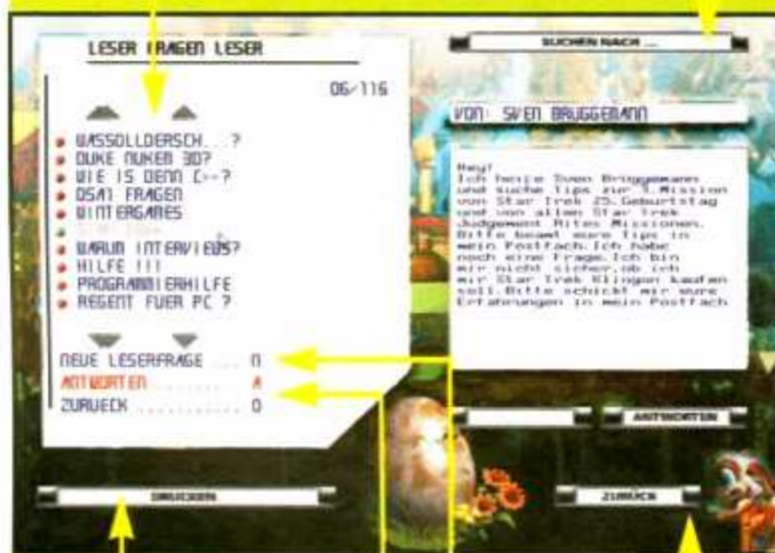 LESER FRAGEN LESER
06/116
WASSOLLDERSCH...?
DUKE NUKEM 3D?
WIE IS DENN C--?
DSA1 FRAGEN
WINTERGAMES
WARUM INTERVIEWS?
HILFE !!!
PROGRAMMIERHILFE
REGENT FUER PC ?
NEUE LESERFRAGE ... N
ANTWORTEN ........ A
ZURUECK ........... 0
DRUCKEN
SUCHEN NACH ...
VON: SVEN BRUGGEMANN
Hey!
Ich heiße Sven Bruggemann
und suche Tips zur 3.Mission
von Star Trek 25.Geburtstag
und von allen Star Trek
Judgement Rites Missionen.
Bitte beamt eure Tips in
mein Postfach.Ich habe
noch eine Frage.Ich bin
mir nicht sicher,ob ich
mir Star Trek Klingon kaufen
soll.Bitte schickt mir eure
Erfahrungen in mein Postfach
ANTWORTEN
ZURÜCK